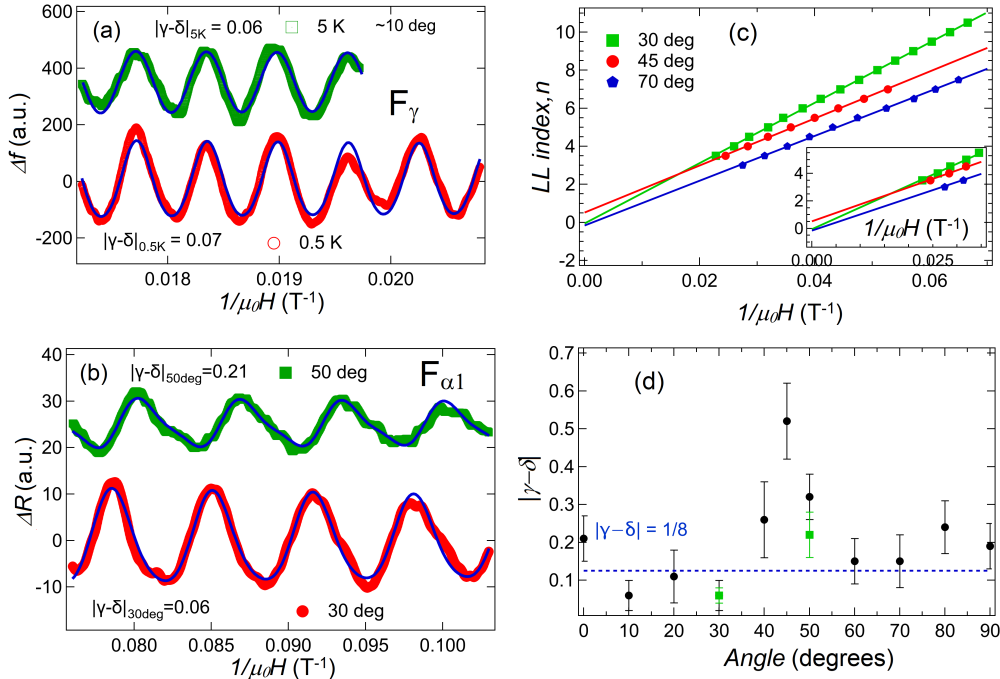 (a)
|γ-δ|5K = 0.06
5 K
~10 deg
Fγ
|γ-δ|0.5K = 0.07
0.5 K
600
400
200
0
-200
Δf (a.u.)
0.018
0.019
0.020
1/μ0H (T-1)
(b)
|γ-δ|50deg=0.21
50 deg
Fα1
|γ-δ|30deg=0.06
30 deg
40
30
20
10
0
-10
ΔR (a.u.)
0.080
0.085
0.090
0.095
0.100
1/μ0H (T-1)
(c)
30 deg
45 deg
70 deg
10
8
6
4
2
0
-2
LL index,n
0.00
0.02
0.04
0.06
1/μ0H (T-1)
4
2
0
1/μ0H (T-1)
0.000
0.025
(d)
|γ-δ| = 1/8
0.7
0.5
0.4
0.3
0.2
0.1
|γ-δ|
0
10
20
30
40
50
60
70
80
90
Angle (degrees)